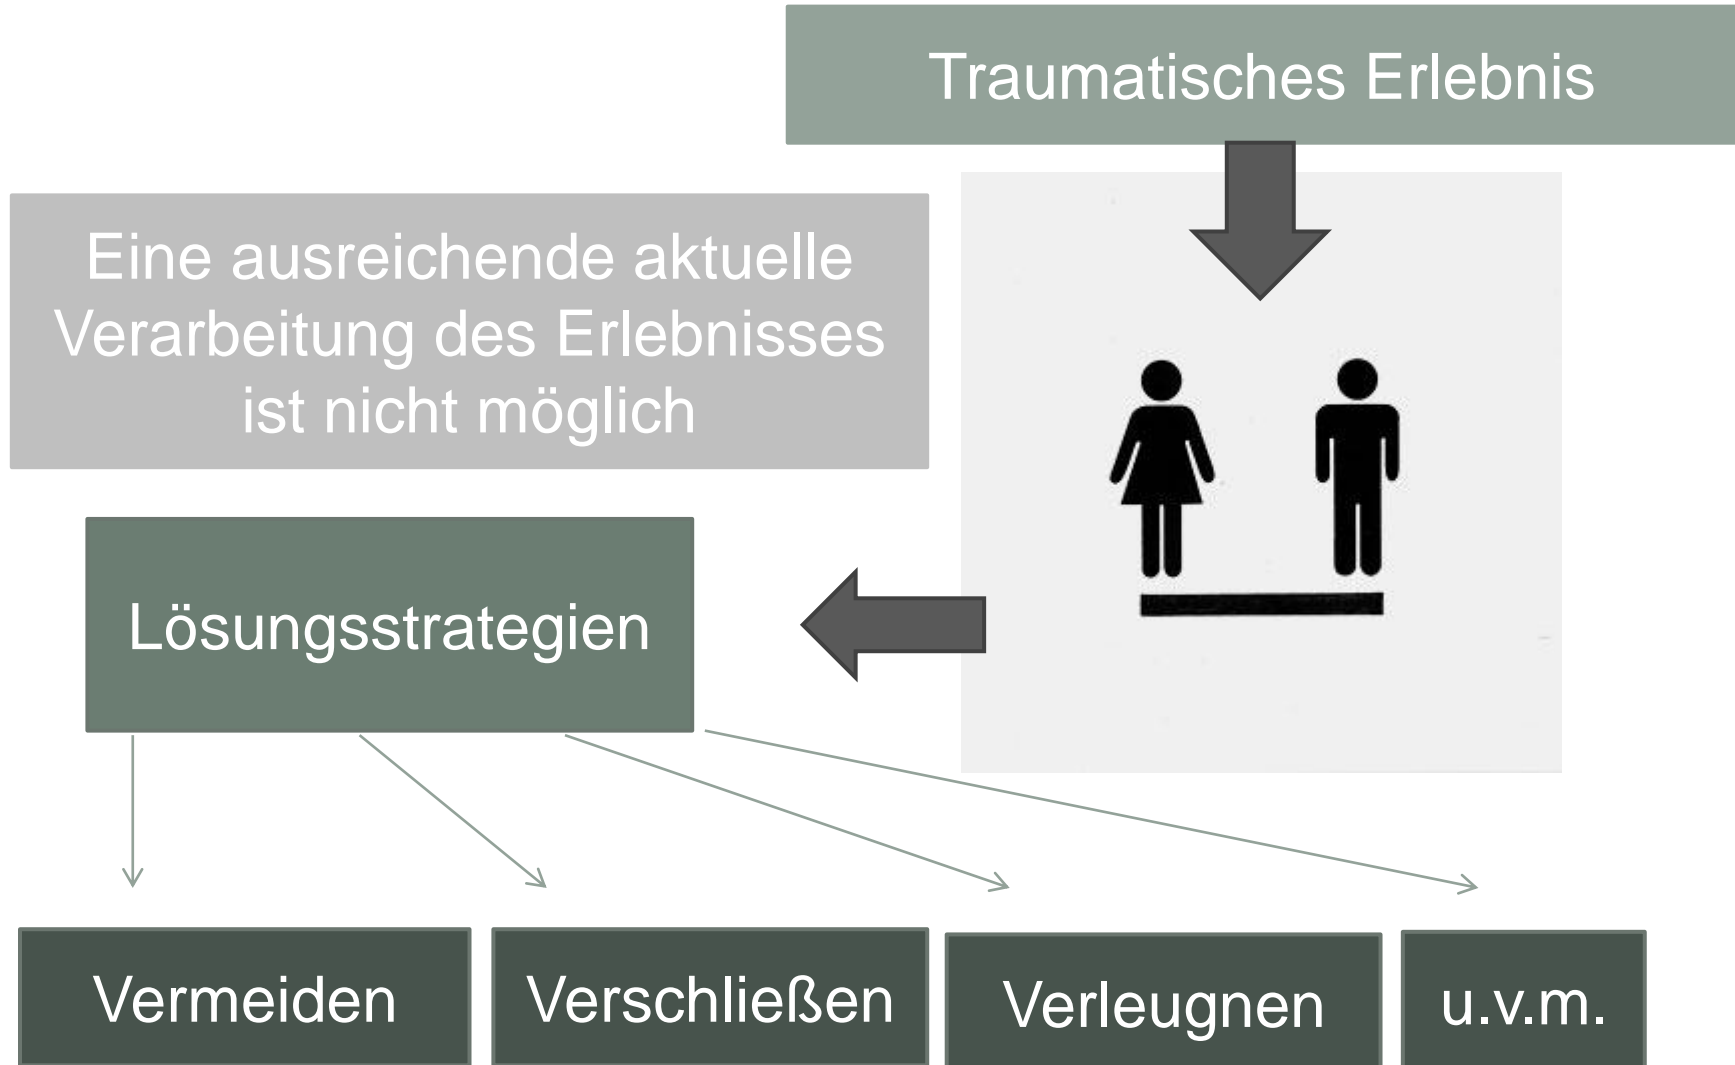 Traumatisches Erlebnis
Eine ausreichende aktuelle
Verarbeitung des Erlebnisses
ist nicht möglich
Lösungsstrategien
Vermeiden
Verschließen
Verleugnen
u.v.m.